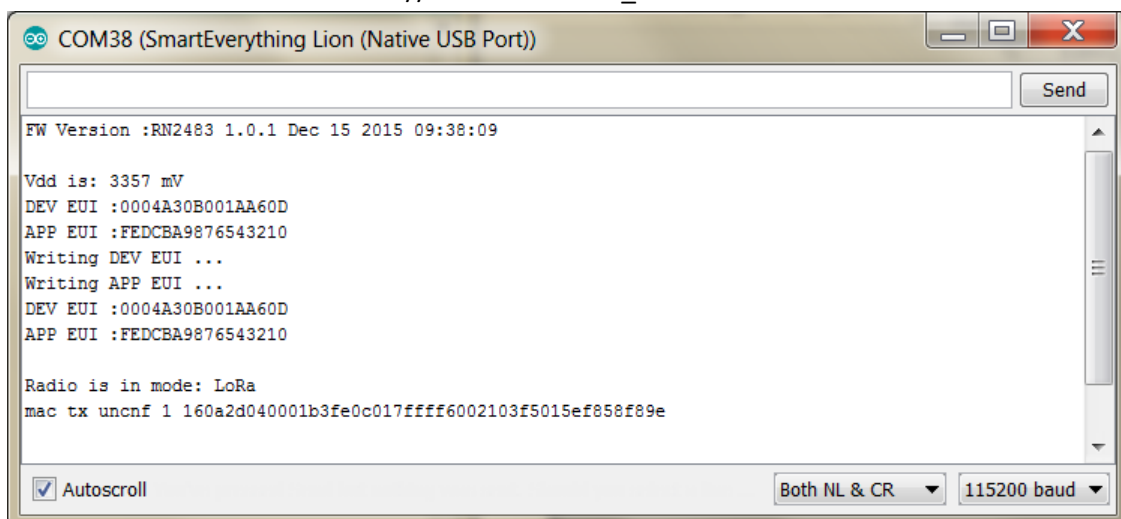 COM38 (SmartEverything Lion (Native USB Port))
Send
FW Version :RN2483 1.0.1 Dec 15 2015 09:38:09
Vdd is: 3357 mV
DEV EUI :0004A30B001AA60D
APP EUI :FEDCBA9876543210
Writing DEV EUI ...
Writing APP EUI ...
DEV EUI :0004A30B001AA60D
APP EUI :FEDCBA9876543210
Radio is in mode: LoRa
mac tx uncnf 1 160a2d040001b3fe0c017ffff6002103f5015ef858f89e
Autoscroll
Both NL & CR
115200 baud